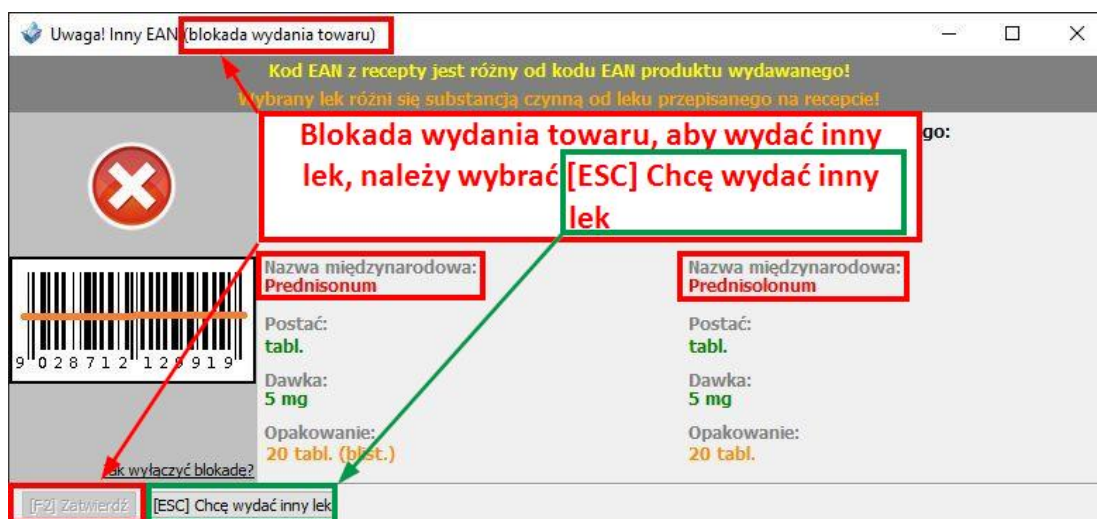 Uwaga! Inny EAN (blokada wydania towaru)
Kod EAN z recepty jest różny od kodu EAN produktu wydawanego!
Wybrany lek różni się substancją czynną od leku przepisanego na recepcie!
Blokada wydania towaru, aby wydać inny
lek, należy wybrać [ESC] Chcę wydać inny
lek
go:
Nazwa międzynarodowa:
Prednisonum
Postać:
tabl.
Dawka:
5 mg
Opakowanie:
20 tabl. (blist.)
Nazwa międzynarodowa:
Prednisolonum
Postać:
tabl.
Dawka:
5 mg
Opakowanie:
20 tabl.
9 028712 129919
Jak wyłączyć blokadę?
[F2] Zatwierdź
[ESC] Chcę wydać inny lek